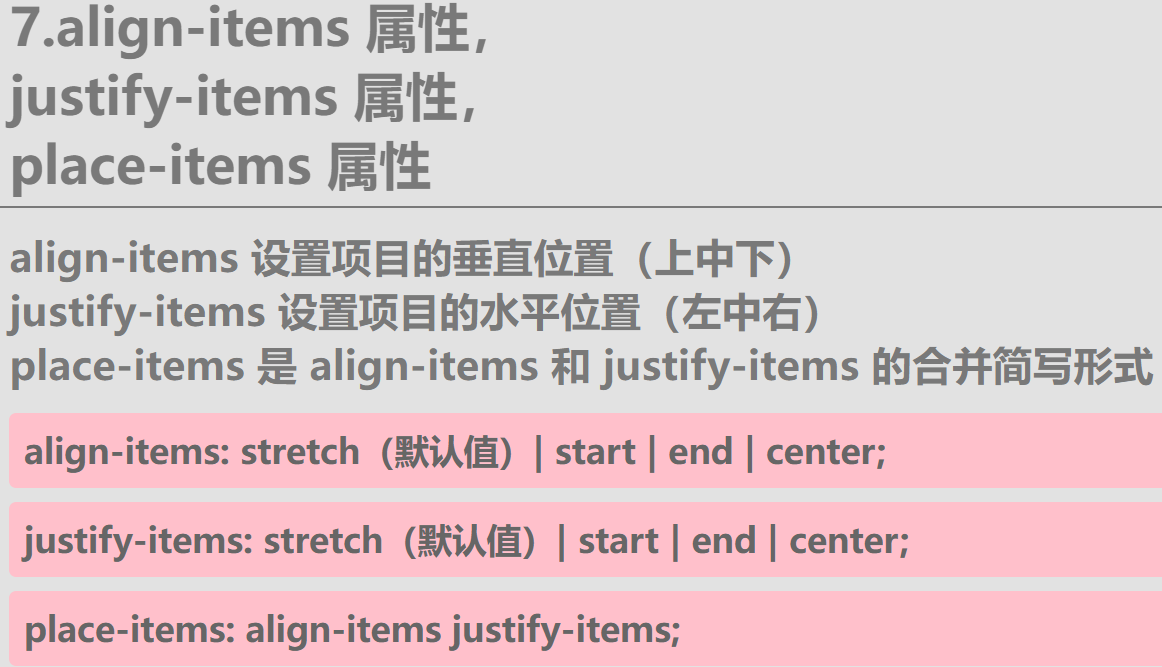 7.align-items 属性，
justify-items 属性，
place-items 属性
align-items 设置项目的垂直位置（上中下）
justify-items 设置项目的水平位置（左中右）
place-items 是 align-items 和 justify-items 的合并简写形式
align-items: stretch（默认值）| start | end | center;
justify-items: stretch（默认值）| start | end | center;
place-items: align-items justify-items;